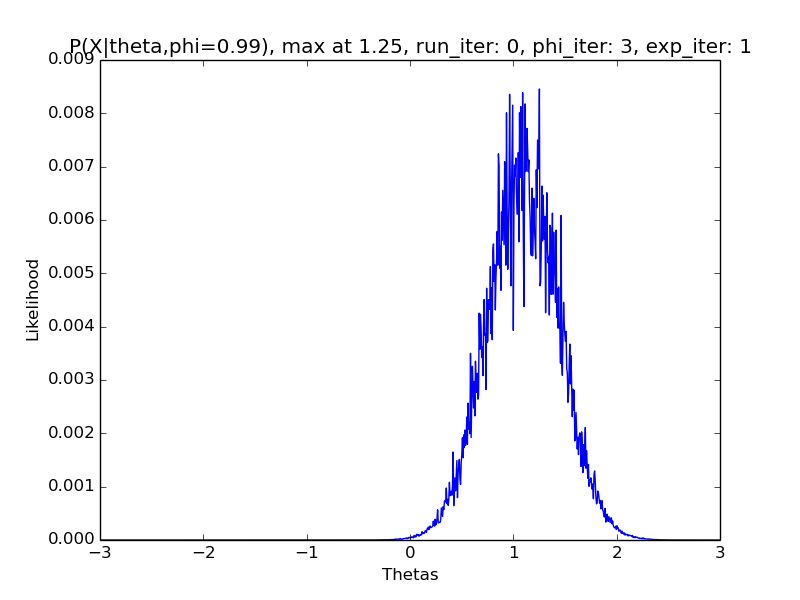 P(X|theta,phi=0.99), max at 1.25, run_iter: 0, phi_iter: 3, exp_iter: 1
0.009
0.008
0.007
0.006
0.005
0.004
0.003
0.002
0.001
0.000
Likelihood
−3 −2 −1 0 1 2 3
Thetas